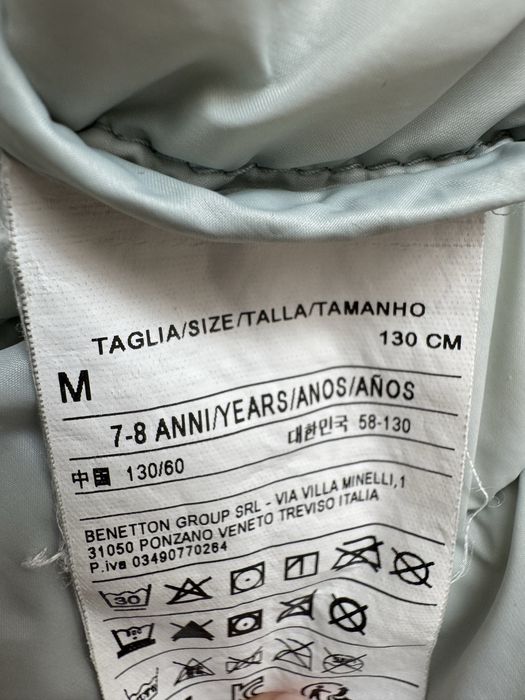 TAGLIA/SIZE/TALLA/TAMANHO
M 130 CM
7-8 ANNI/YEARS/ANOS/AÑOS
대한민국 58-130
中国 130/60
BENETTON GROUP SRL - VIA VILLA MINELLI,1
31050 PONZANO VENETO TREVISO ITALIA
P.iva 03490770264
30